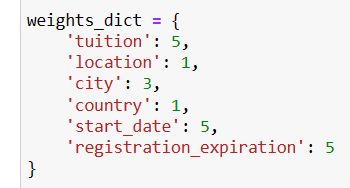 weights_dict = {
    'tuition': 5,
    'location': 1,
    'city': 3,
    'country': 1,
    'start_date': 5,
    'registration_expiration': 5
}